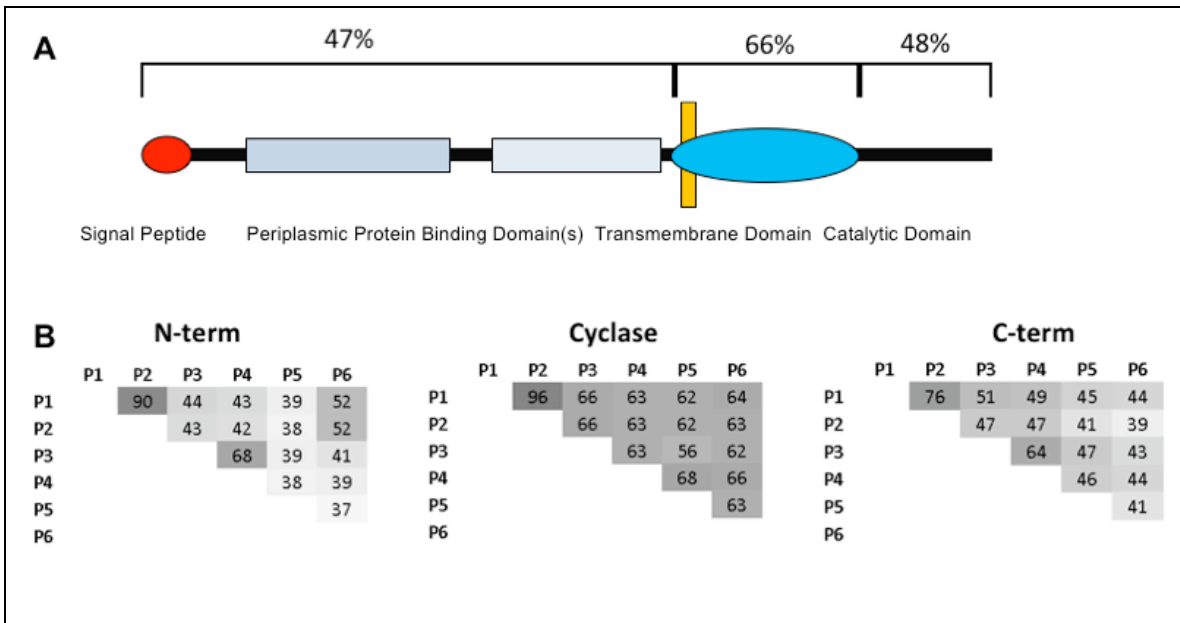 A
47%
66%
48%
Signal Peptide Periplasmic Protein Binding Domain(s) Transmembrane Domain Catalytic Domain
B
N-term
P1 P2 P3 P4 P5 P6
P1 90 44 43 39 52
P2 43 42 38 52
P3 68 39 41
P4 38 39
P5 37
P6
Cyclase
P1 P2 P3 P4 P5 P6
P1 96 66 63 62 64
P2 66 63 62 63
P3 63 56 62
P4 68 66
P5 63
P6
C-term
P1 P2 P3 P4 P5 P6
P1 76 51 49 45 44
P2 47 47 41 39
P3 64 47 43
P4 46 44
P5 41
P6